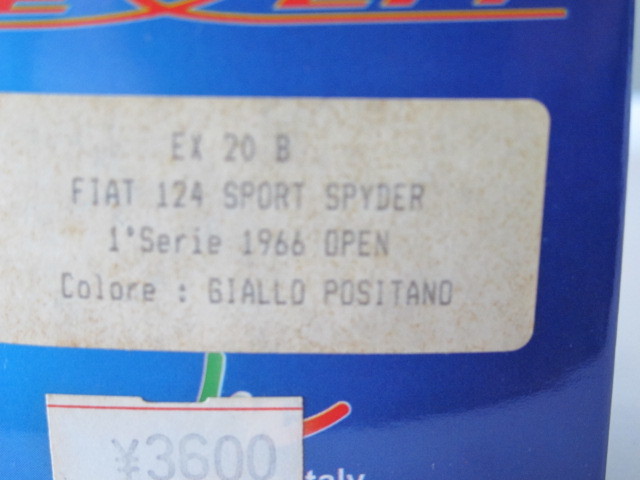 EX 20 B
FIAT 124 SPORT SPYDER
1°Serie 1966 OPEN
Colore : GIALLO POSITANO
¥3600